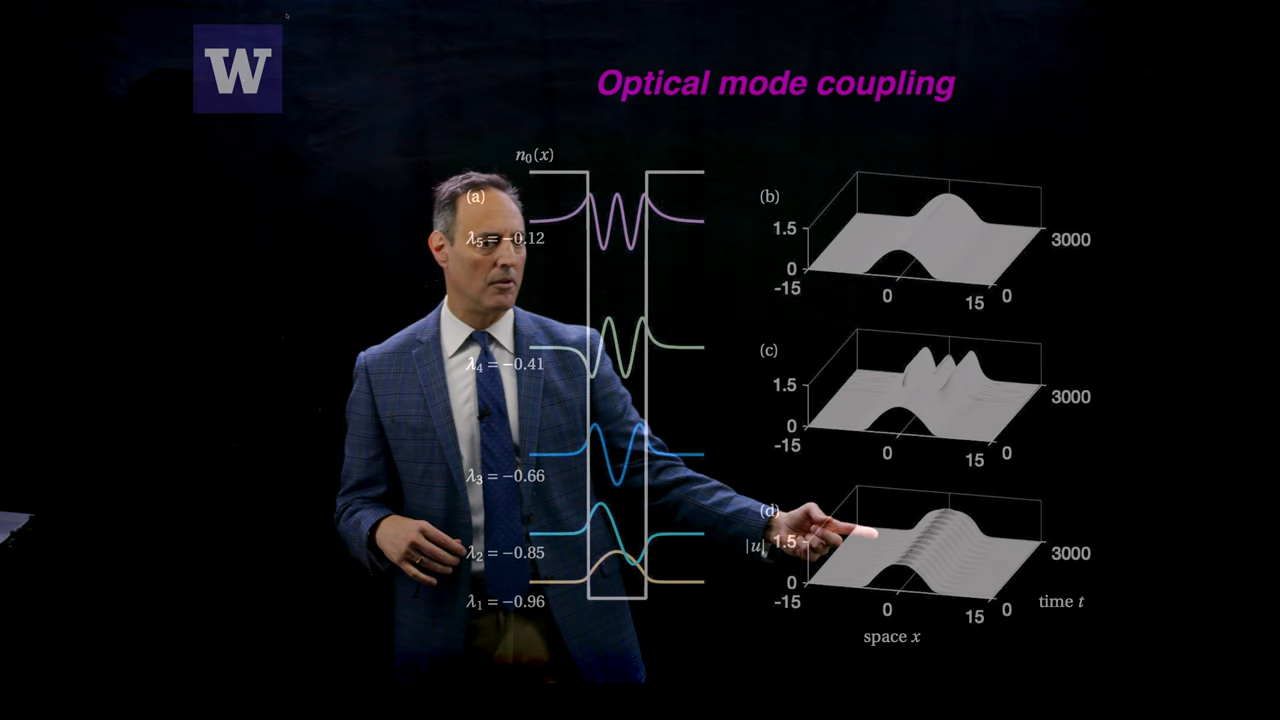 W
Optical mode coupling
n₀(x)
(a)
λ₅ = −0.12
λ₄ = −0.41
λ₃ = −0.66
λ₂ = −0.85
λ₁ = −0.96
(b)
1.5
0
-15
0
15
0
3000
(c)
1.5
0
-15
0
15
0
3000
(d)
|u|
1.5
0
-15
0
15
0
3000
time t
space x